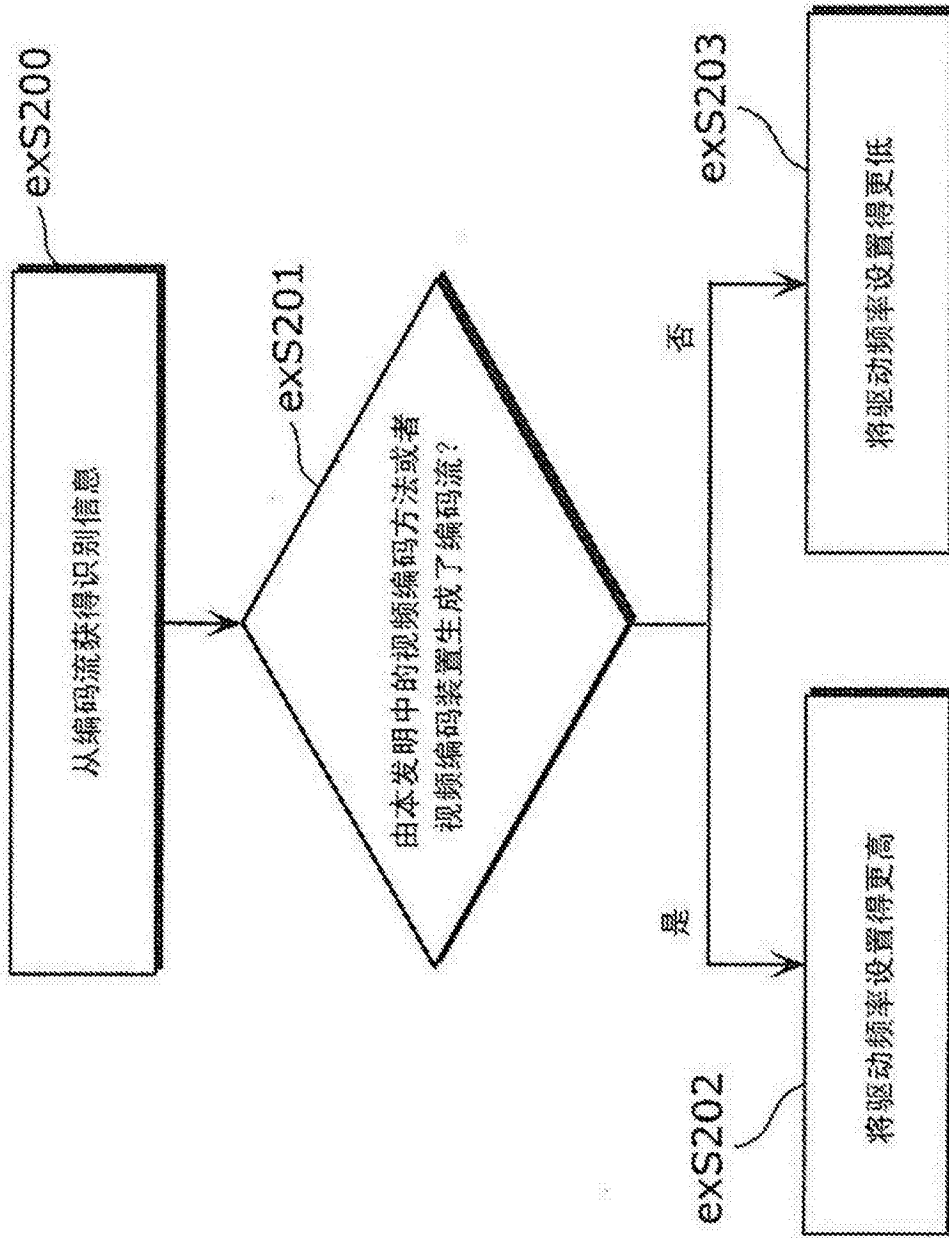 exS200
从编码流获得识别信息
exS201
由本发明中的视频编码方法或者
视频编码装置生成了编码流?
是
否
exS202
将驱动频率设置得更高
exS203
将驱动频率设置得更低